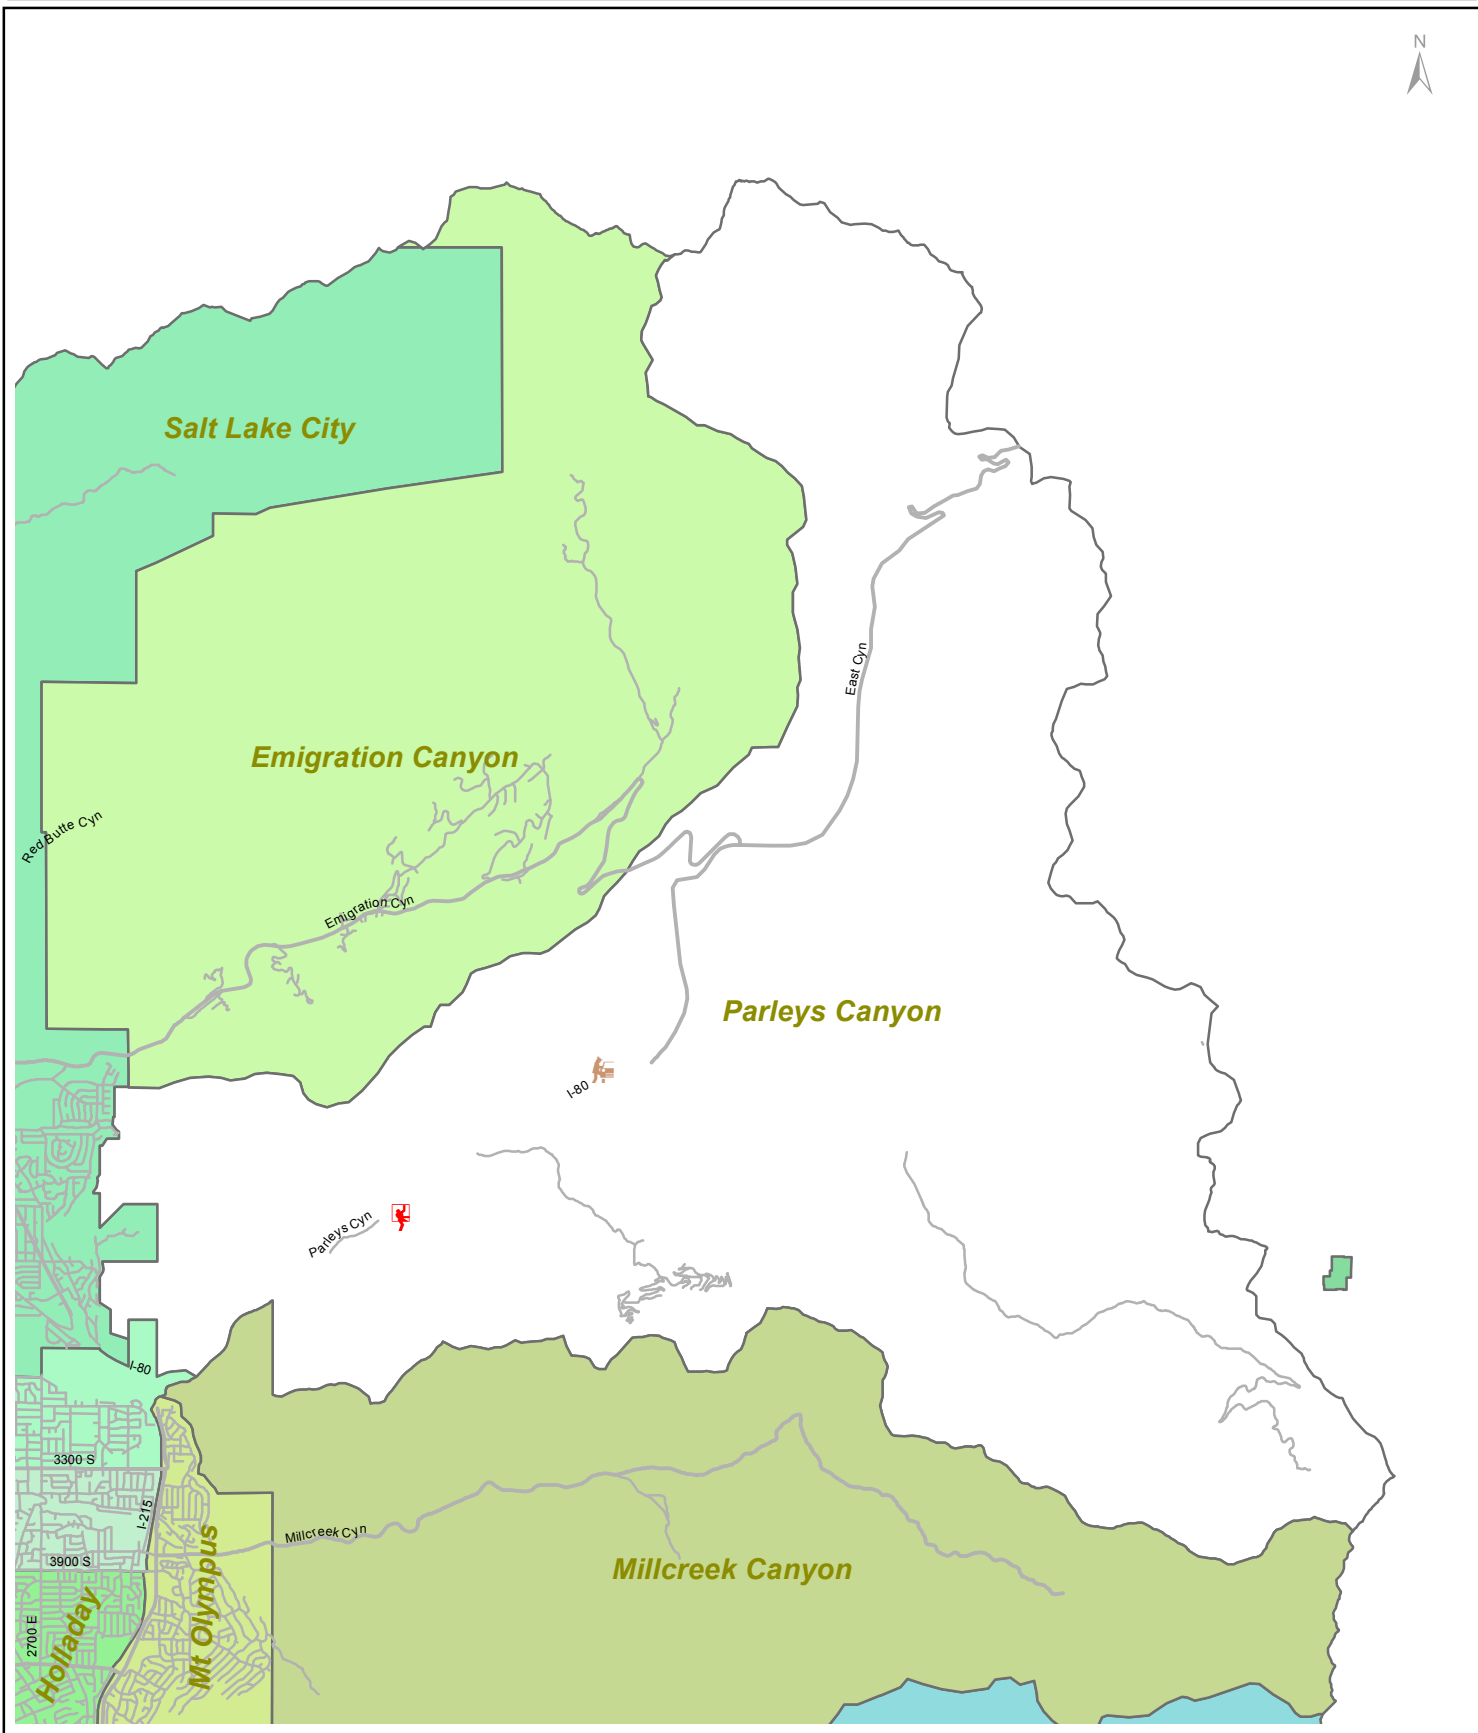 N
Salt Lake City
East Cyn
Emigration Canyon
Red Butte Cyn
Emigration Cyn
Parleys Canyon
I-80
Parleys Cyn
I-80
3300 S
I-215
Millcreek Cyn
3900 S
Millcreek Canyon
Mt Olympus
Holladay
2700 E